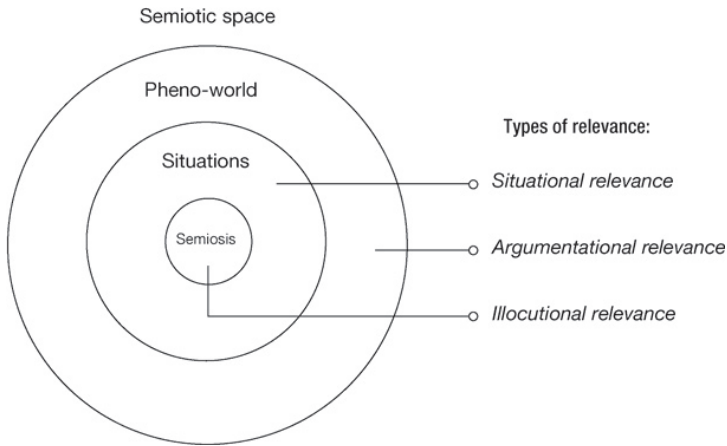 Semiotic space
Pheno-world
Situations
Semiosis
Types of relevance:
Situational relevance
Argumentational relevance
Illocutional relevance